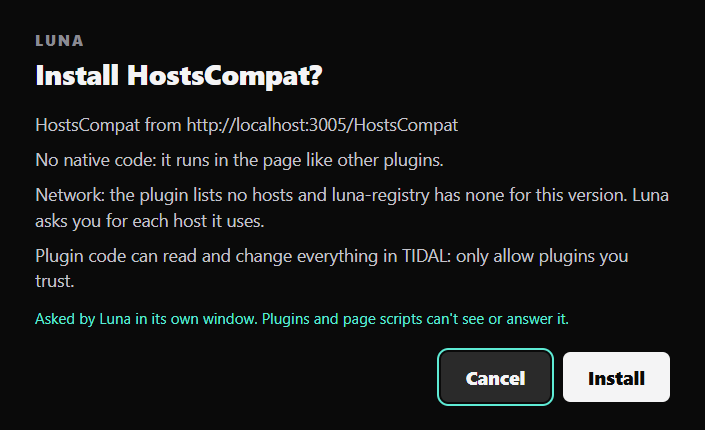 LUNA
Install HostsCompat?
HostsCompat from http://localhost:3005/HostsCompat
No native code: it runs in the page like other plugins.
Network: the plugin lists no hosts and luna-registry has none for this version. Luna
asks you for each host it uses.
Plugin code can read and change everything in TIDAL: only allow plugins you
trust.
Asked by Luna in its own window. Plugins and page scripts can't see or answer it.
Cancel
Install